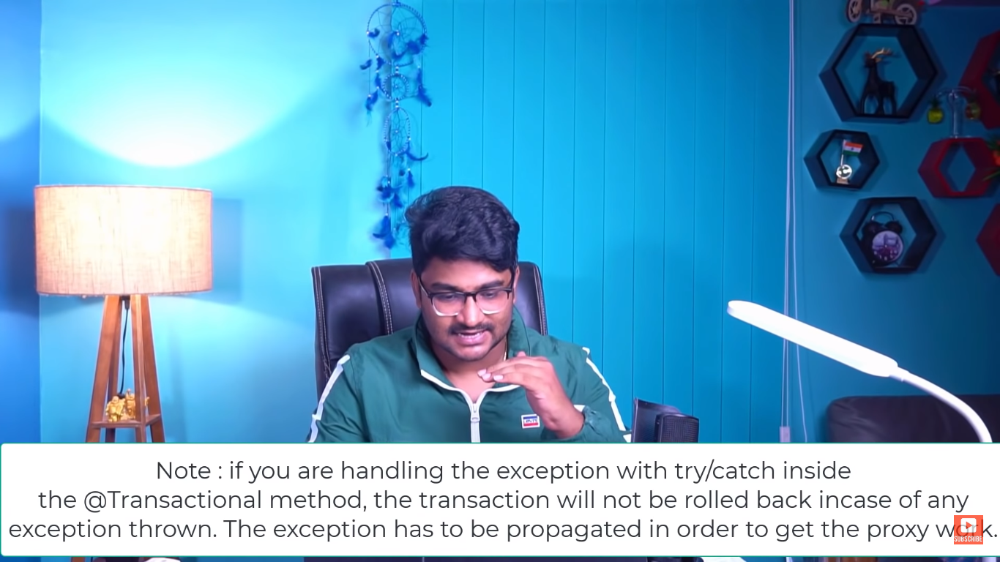 Note : if you are handling the exception with try/catch inside
the @Transactional method, the transaction will not be rolled back incase of any
exception thrown. The exception has to be propagated in order to get the proxy work.
SUBSCRIBE